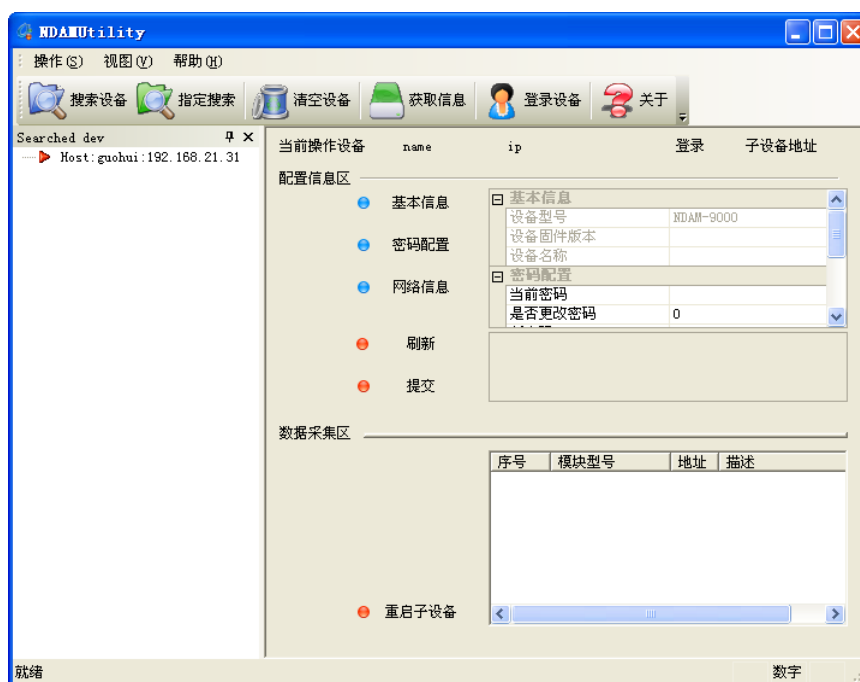 NDAMUtility
操作(S) 视图(V) 帮助(H)
搜索设备 指定搜索 清空设备 获取信息 登录设备 关于
Searched dev
Host:guohui:192.168.21.31
当前操作设备 name ip 登录 子设备地址
配置信息区
基本信息
密码配置
网络信息
刷新
提交
基本信息
设备型号 NDAM-9000
设备固件版本
设备名称
密码配置
当前密码
是否更改密码 0
数据采集区
序号 模块型号 地址 描述
重启子设备
就绪 数字